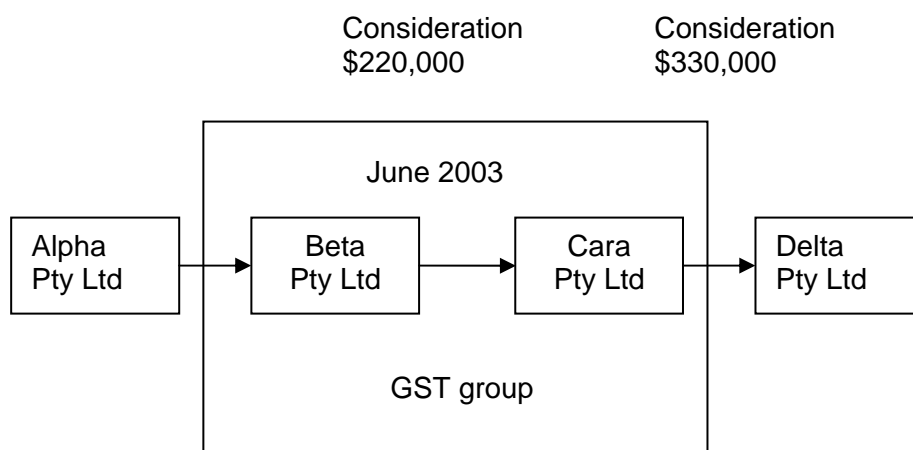 Consideration
$220,000
Consideration
$330,000
June 2003
Alpha
Pty Ltd
Beta
Pty Ltd
Cara
Pty Ltd
Delta
Pty Ltd
GST group